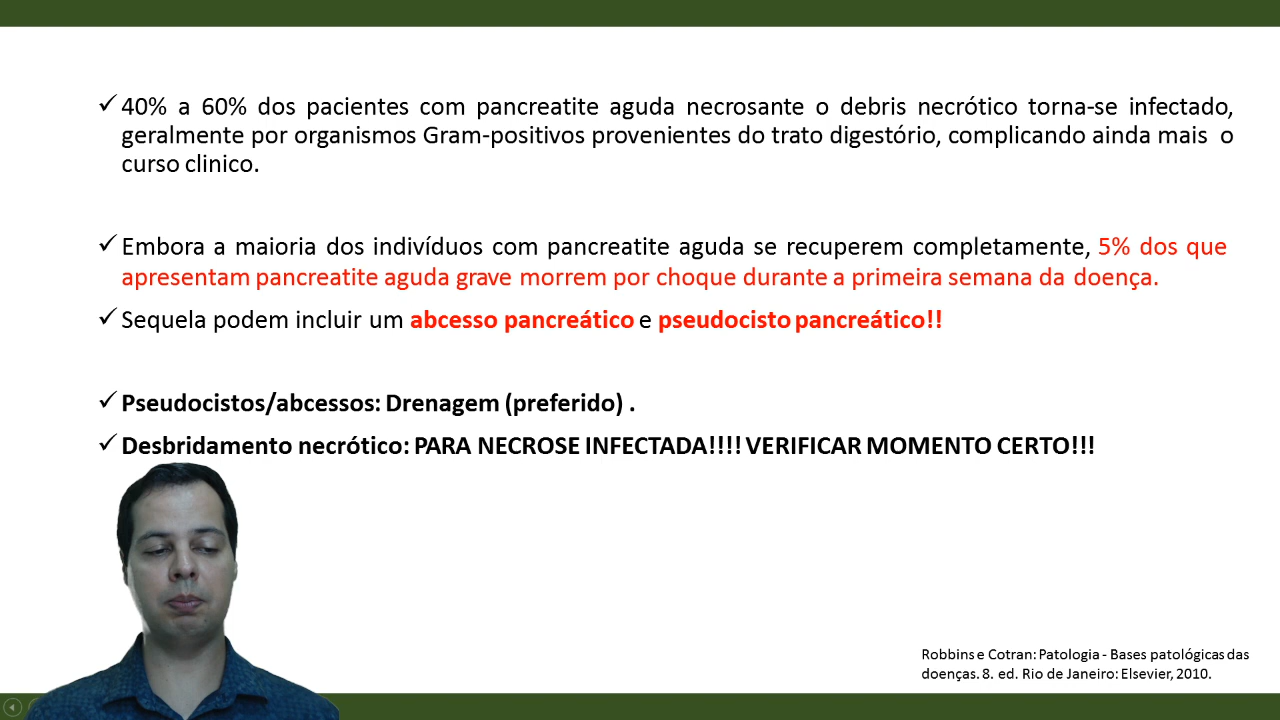 ✓ 40% a 60% dos pacientes com pancreatite aguda necrosante o debris necrótico torna-se infectado,
geralmente por organismos Gram-positivos provenientes do trato digestório, complicando ainda mais o
curso clinico.
✓ Embora a maioria dos indivíduos com pancreatite aguda se recuperem completamente, 5% dos que
apresentam pancreatite aguda grave morrem por choque durante a primeira semana da doença.
✓ Sequela podem incluir um abcesso pancreático e pseudocisto pancreático!!
✓ Pseudocistos/abcessos: Drenagem (preferido) .
✓ Desbridamento necrótico: PARA NECROSE INFECTADA!!!! VERIFICAR MOMENTO CERTO!!!
Robbins e Cotran: Patologia - Bases patológicas das
doenças. 8. ed. Rio de Janeiro: Elsevier, 2010.